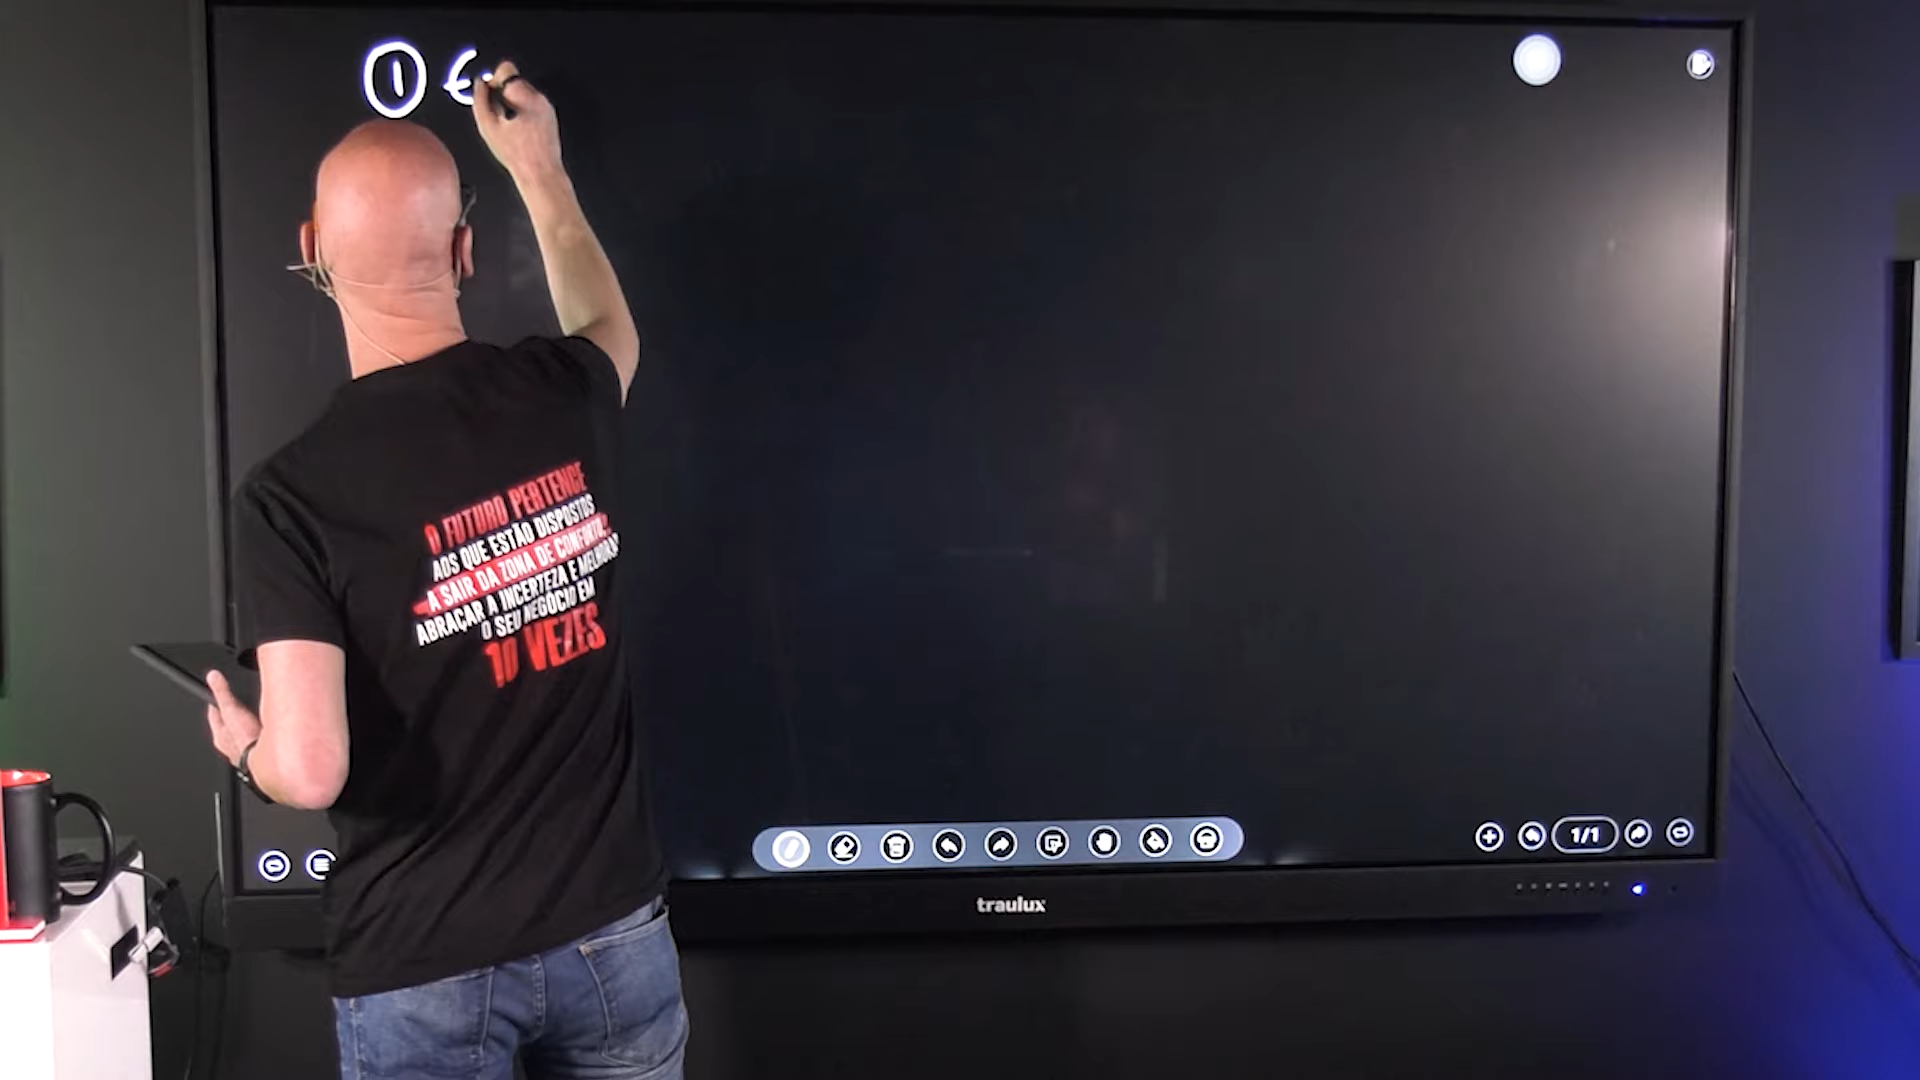 ① E
O FUTURO PERTENCE
AOS QUE ESTÃO DISPOSTOS
A SAIR DA ZONA DE CONFORTO,
ABRAÇAR A INCERTEZA E MELHORAR
O SEU NEGÓCIO EM
10 VEZES
1/1
traulux